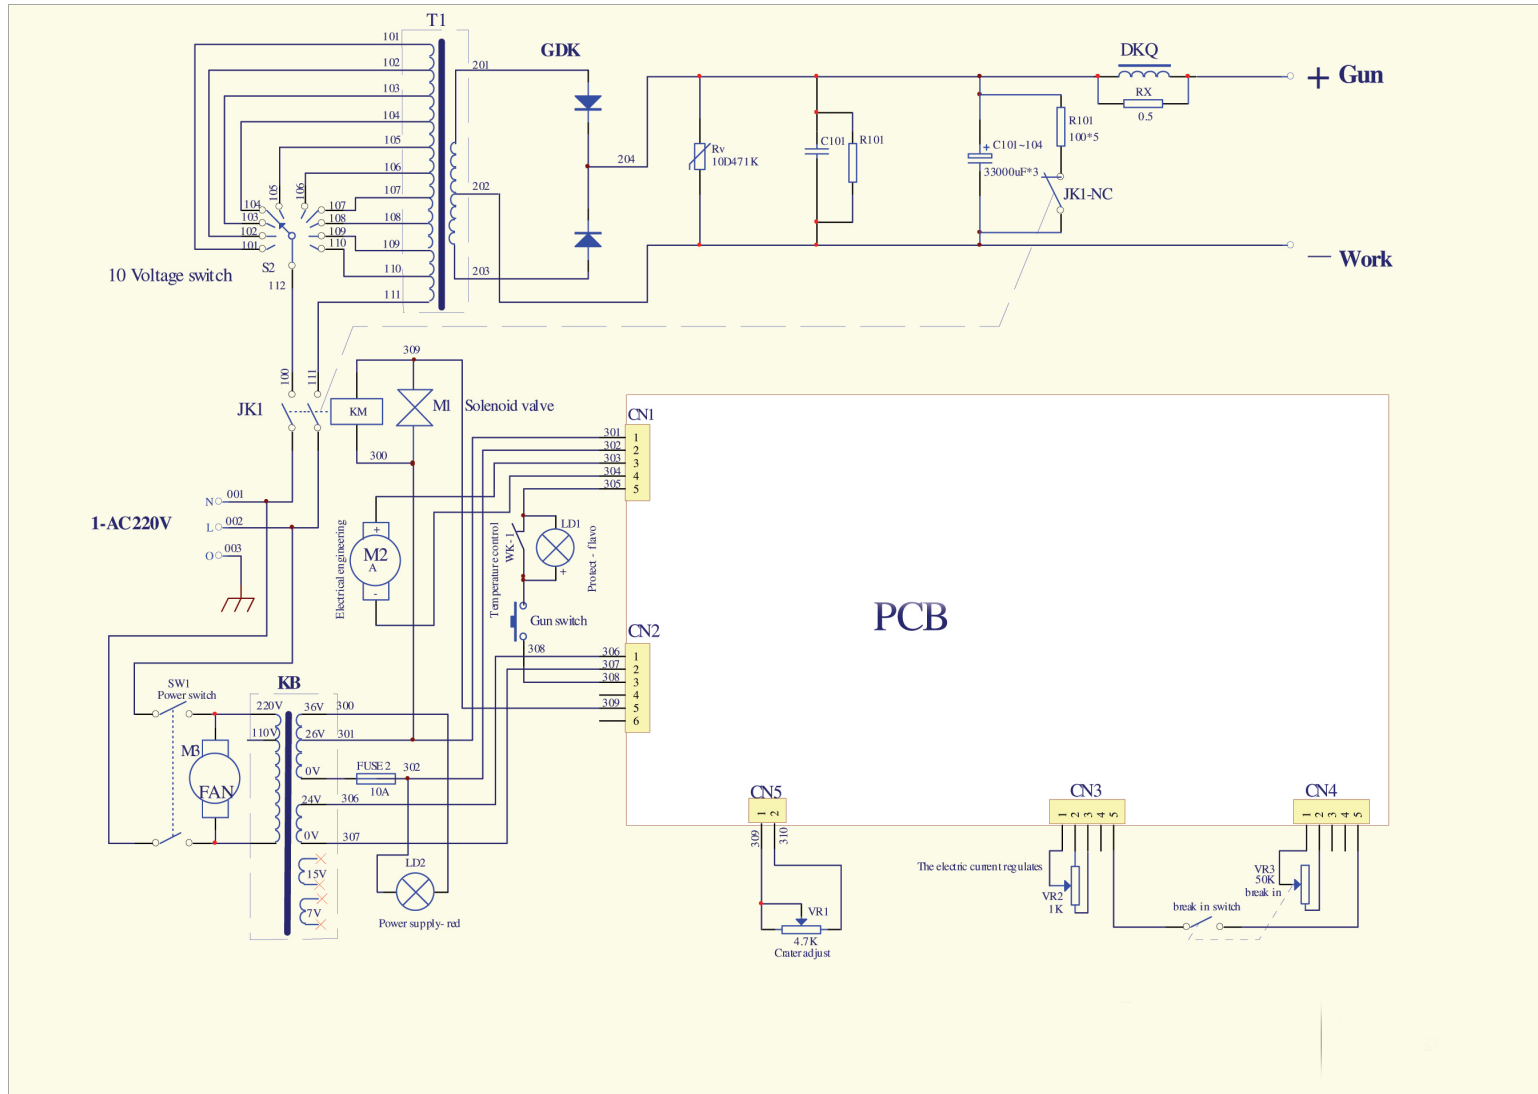 T1
101
102
103
104
105
106
107
108
109
110
111
201
202
203
GDK
204
Rv
10D471K
C101
R101
C101~104
+
33000uF*3
R101
100*5
JK1-NC
DKQ
RX
0.5
+ Gun
— Work
104
103
102
101
105
106
107
108
109
110
S2
112
10 Voltage switch
100
111
JK1
KM
309
300
M1
Solenoid valve
1-AC220V
N 001
L 002
O 003
Electrical engineering
+
M2
A
-
Temperature control
WK-1
LD1
+
Protect - flavo
Gun switch
308
CN1
301
302
303
304
305
1
2
3
4
5
CN2
306
307
308
309
1
2
3
4
5
6
PCB
SW1
Power switch
M3
FAN
KB
220V
110V
36V
26V
0V
24V
0V
15V
7V
300
301
302
306
307
FUSE 2
10A
LD2
Power supply- red
CN5
1
2
309
310
VR1
4.7K
Crater adjust
CN3
1
2
3
4
5
The electric current regulates
VR2
1K
CN4
1
2
3
4
5
VR3
50K
break in
break in switch